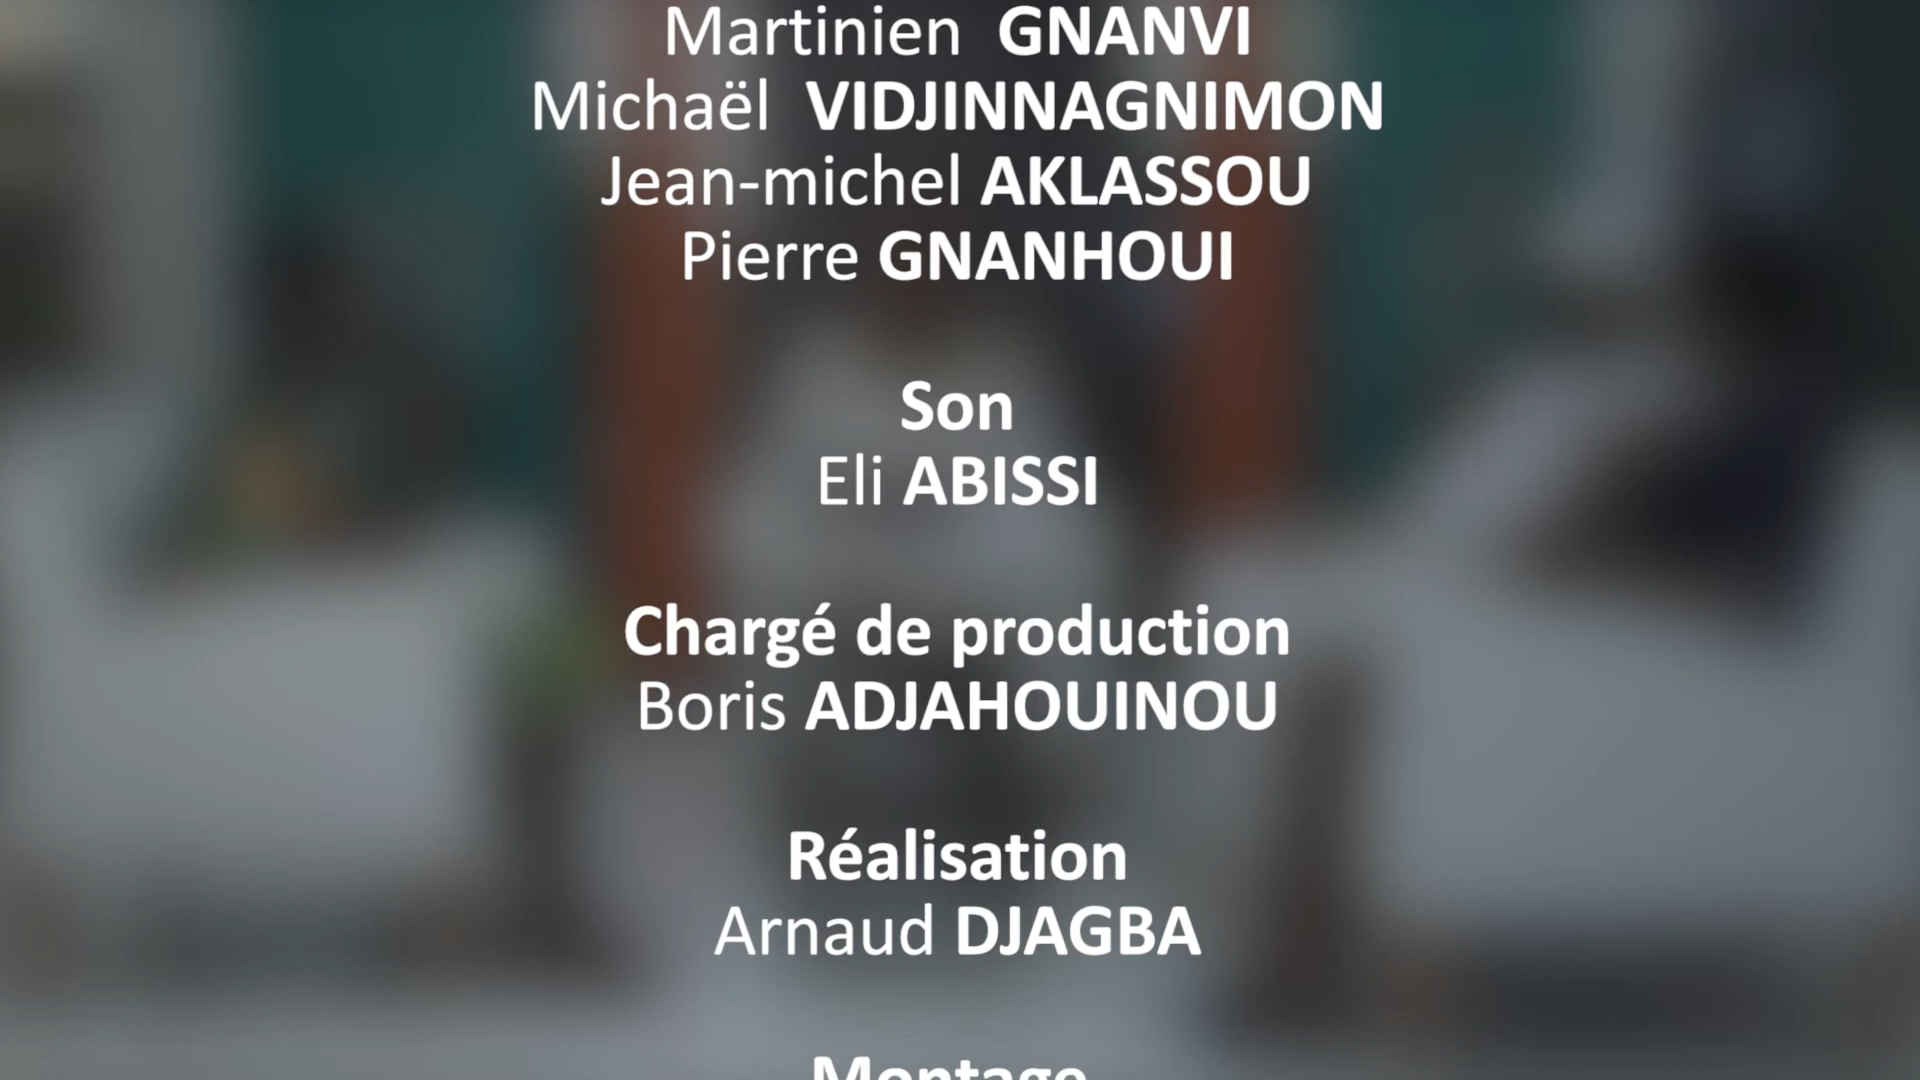 Martinien GNANVI
Michaël VIDJINNAGNIMON
Jean-michel AKLASSOU
Pierre GNANHOUI
Son
Eli ABISSI
Chargé de production
Boris ADJAHOUINOU
Réalisation
Arnaud DJAGBA
Montage